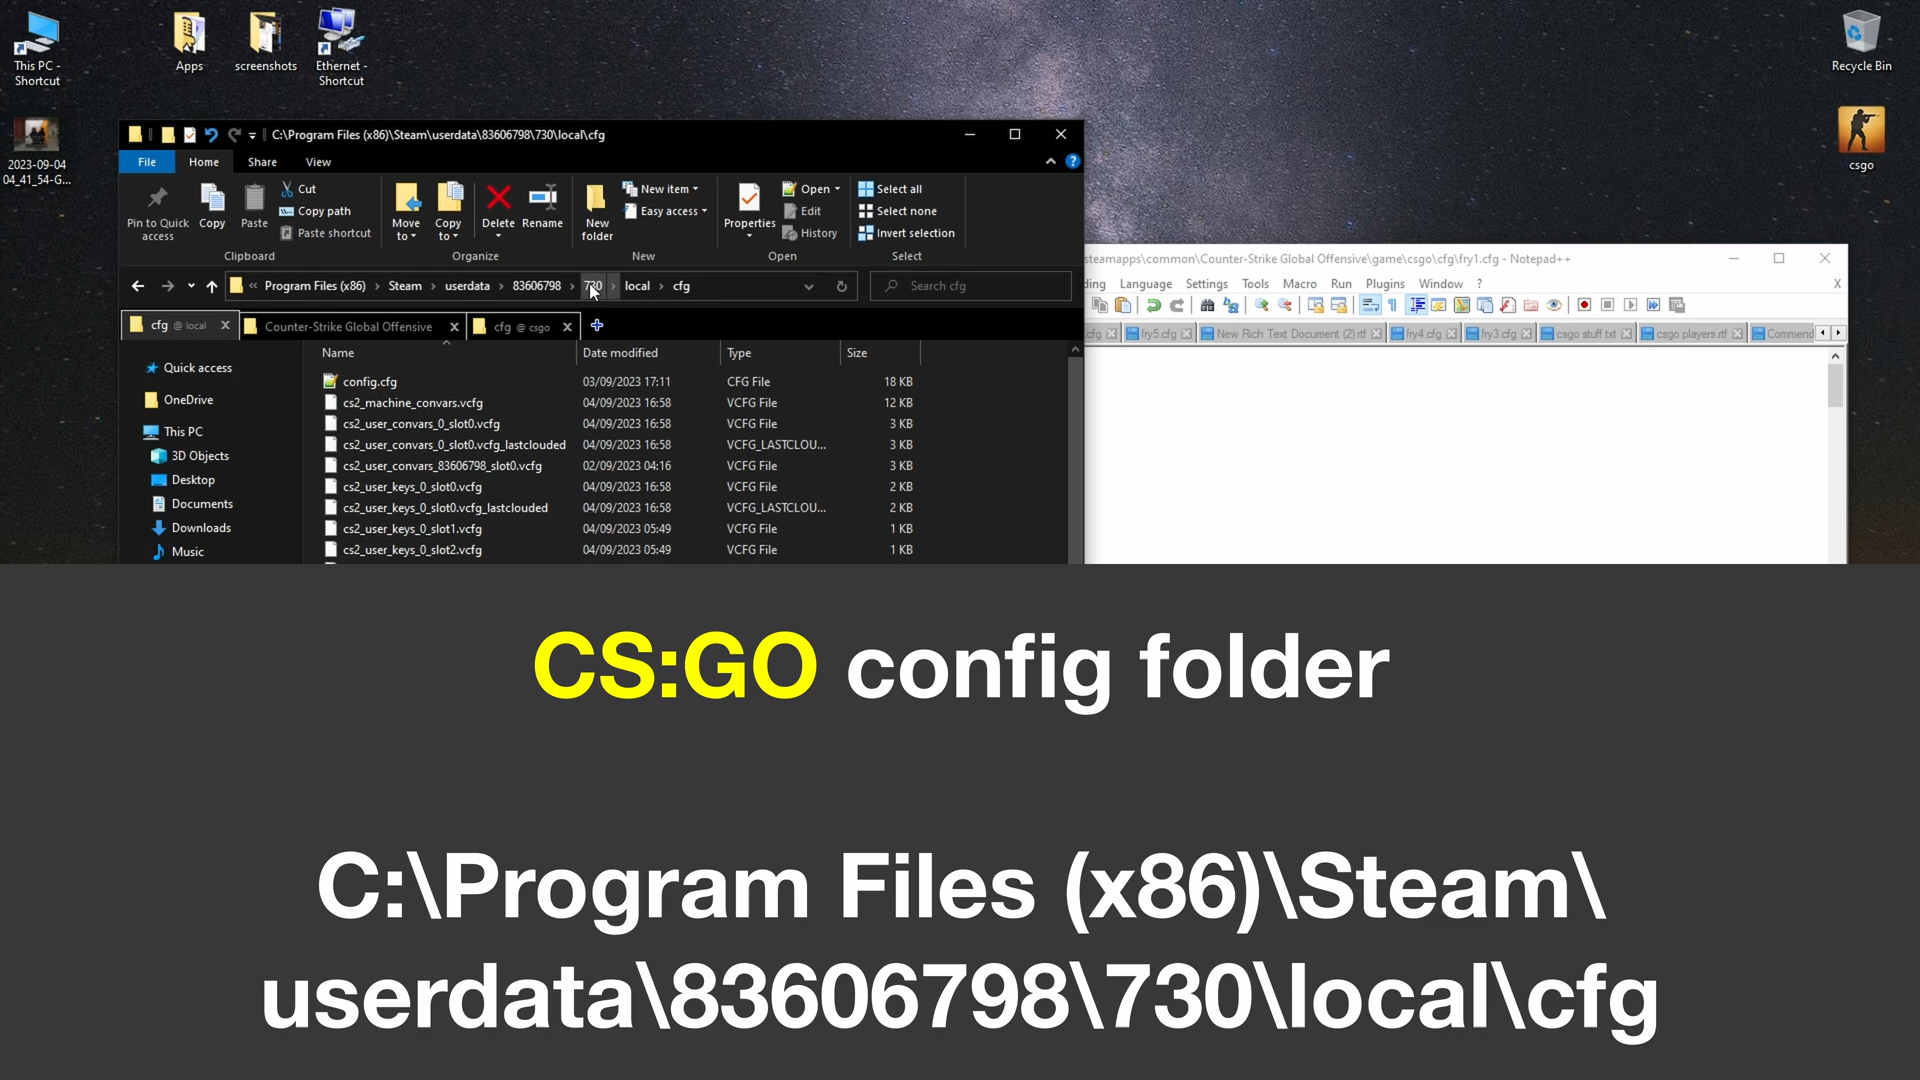 This PC -
Shortcut
Apps
screenshots
Ethernet -
Shortcut
Recycle Bin
2023-09-04
04_41_54-G...
csgo
C:\Program Files (x86)\Steam\userdata\83606798\730\local\cfg
File
Home
Share
View
Pin to Quick
access
Copy
Paste
Cut
Copy path
Paste shortcut
Clipboard
Move
to
Copy
to
Delete
Rename
Organize
New
folder
New item
Easy access
New
Properties
Open
Edit
History
Open
Select all
Select none
Invert selection
Select
« Program Files (x86) › Steam › userdata › 83606798 › 730 › local › cfg
Search cfg
cfg @ local
Counter-Strike Global Offensive
cfg @ csgo
Name Date modified Type Size
Quick access
OneDrive
This PC
3D Objects
Desktop
Documents
Downloads
Music
config.cfg 03/09/2023 17:11 CFG File 18 KB
cs2_machine_convars.vcfg 04/09/2023 16:58 VCFG File 12 KB
cs2_user_convars_0_slot0.vcfg 04/09/2023 16:58 VCFG File 3 KB
cs2_user_convars_0_slot0.vcfg_lastclouded 04/09/2023 16:58 VCFG_LASTCLOU... 3 KB
cs2_user_convars_83606798_slot0.vcfg 02/09/2023 04:16 VCFG File 3 KB
cs2_user_keys_0_slot0.vcfg 04/09/2023 16:58 VCFG File 2 KB
cs2_user_keys_0_slot0.vcfg_lastclouded 04/09/2023 16:58 VCFG_LASTCLOU... 2 KB
cs2_user_keys_0_slot1.vcfg 04/09/2023 05:49 VCFG File 1 KB
cs2_user_keys_0_slot2.vcfg 04/09/2023 05:49 VCFG File 1 KB
steamapps\common\Counter-Strike Global Offensive\game\csgo\cfg\fry1.cfg - Notepad++
ding Language Settings Tools Macro Run Plugins Window ? X
cfg fry5.cfg New Rich Text Document (2).rtf fry4.cfg fry3.cfg csgo stuff.txt csgo players.rtf Commend
CS:GO config folder
C:\Program Files (x86)\Steam\
userdata\83606798\730\local\cfg